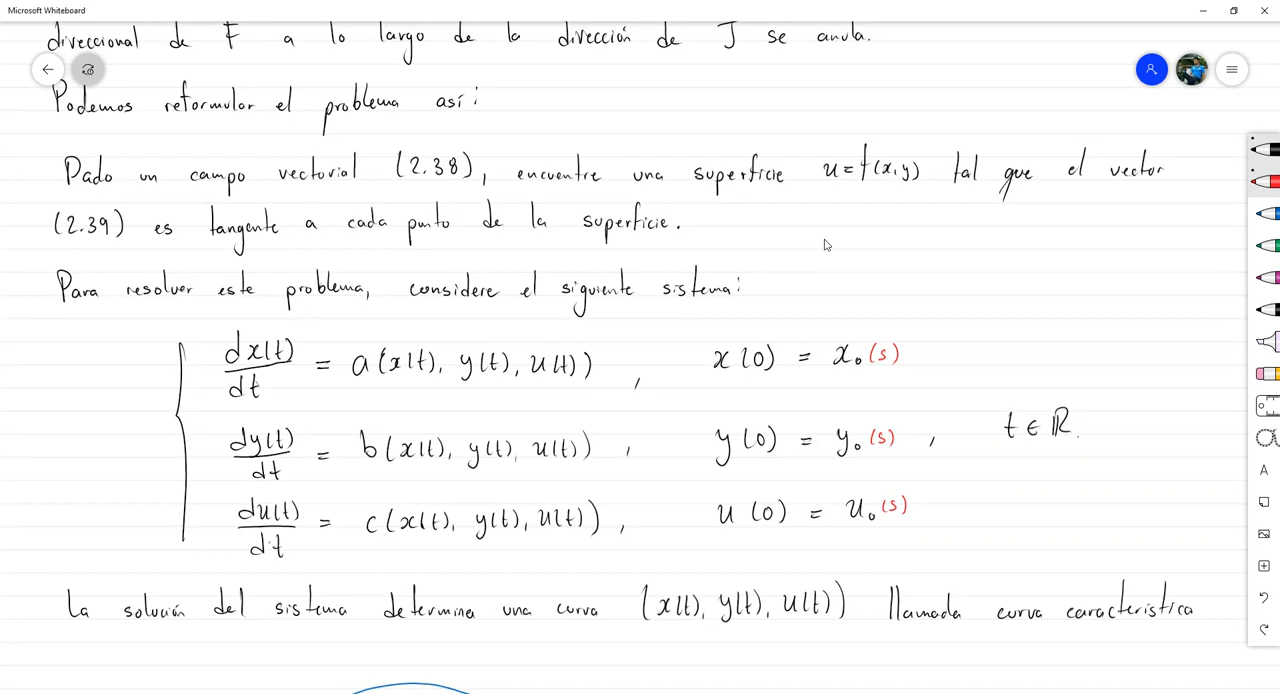 Microsoft Whiteboard
direccional de F a lo largo de la dirección de J se anula.
Podemos reformular el problema así:
Dado un campo vectorial (2.38), encuentre una superficie u=f(x,y) tal que el vector
(2.39) es tangente a cada punto de la superficie.
Para resolver este problema, considere el siguiente sistema:
dx(t)/dt = a(x(t), y(t), u(t)), x(0) = x₀(s)
dy(t)/dt = b(x(t), y(t), u(t)), y(0) = y₀(s), t ∈ ℝ.
du(t)/dt = c(x(t), y(t), u(t)), u(0) = u₀(s)
La solución del sistema determina una curva (x(t), y(t), u(t)) llamada curva característica